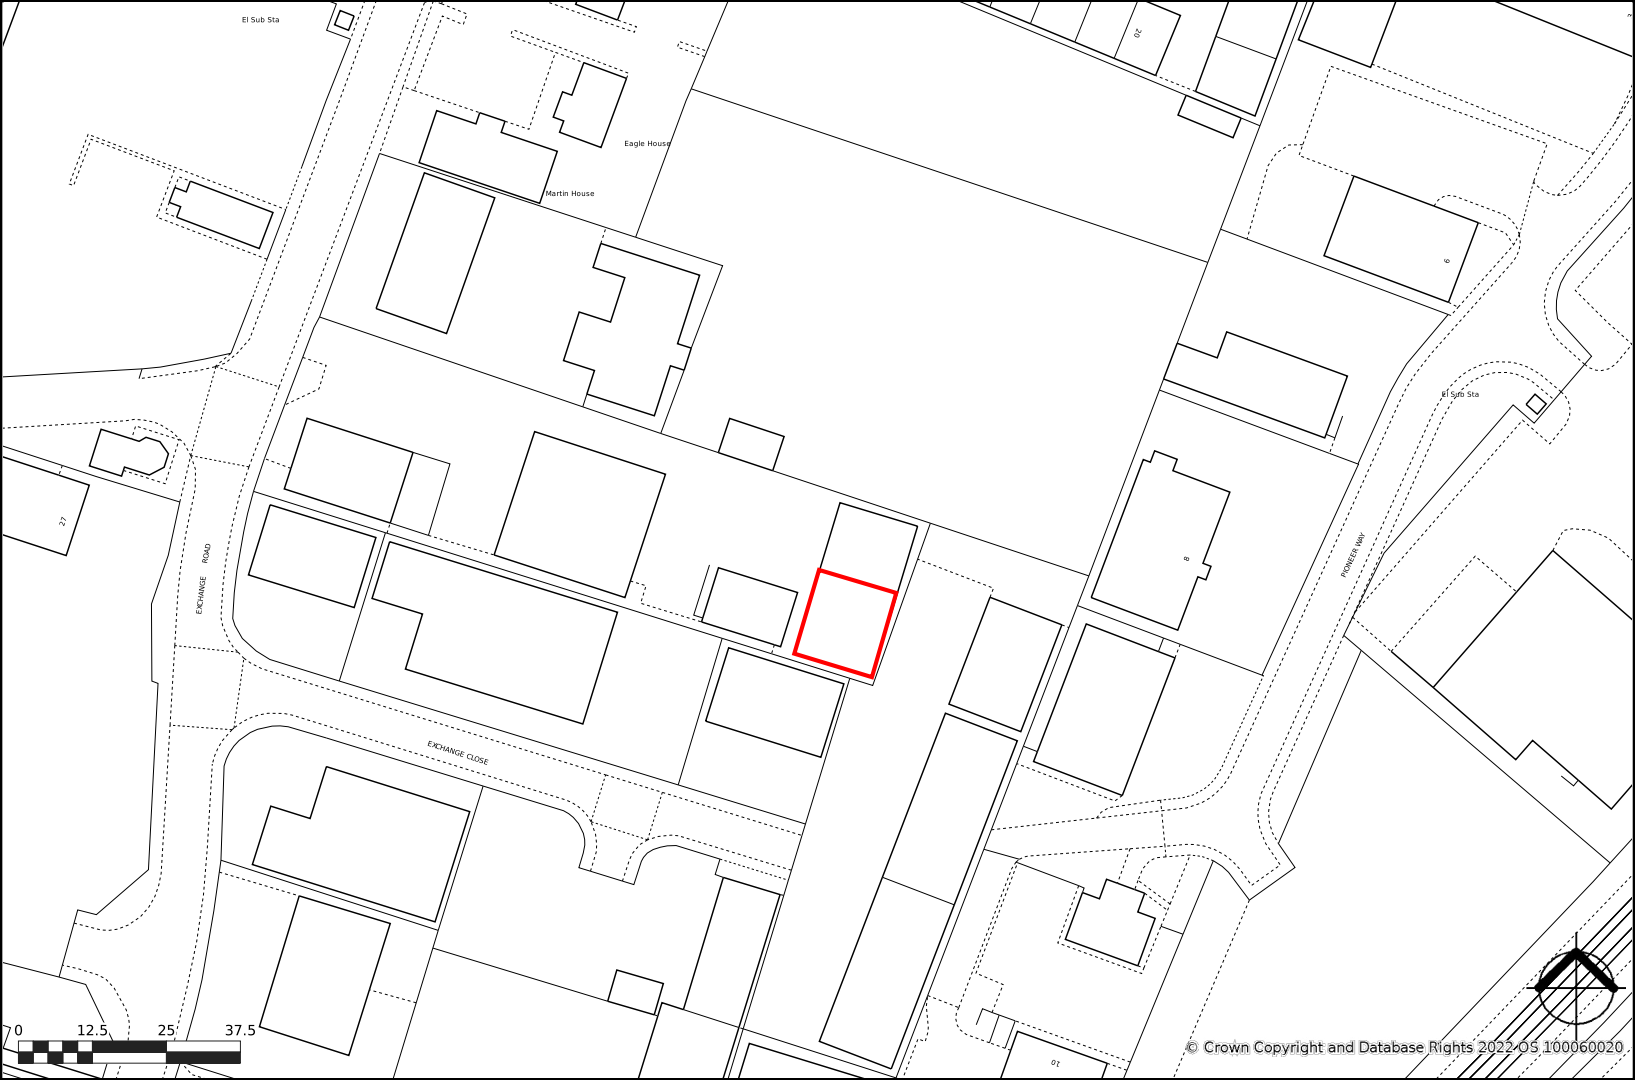 El Sub Sta
20
Eagle House
Martin House
9
El Sub Sta
27
EXCHANGE ROAD
8
PIONEER WAY
EXCHANGE CLOSE
0 12.5 25 37.5
10
© Crown Copyright and Database Rights 2022 OS 100060020